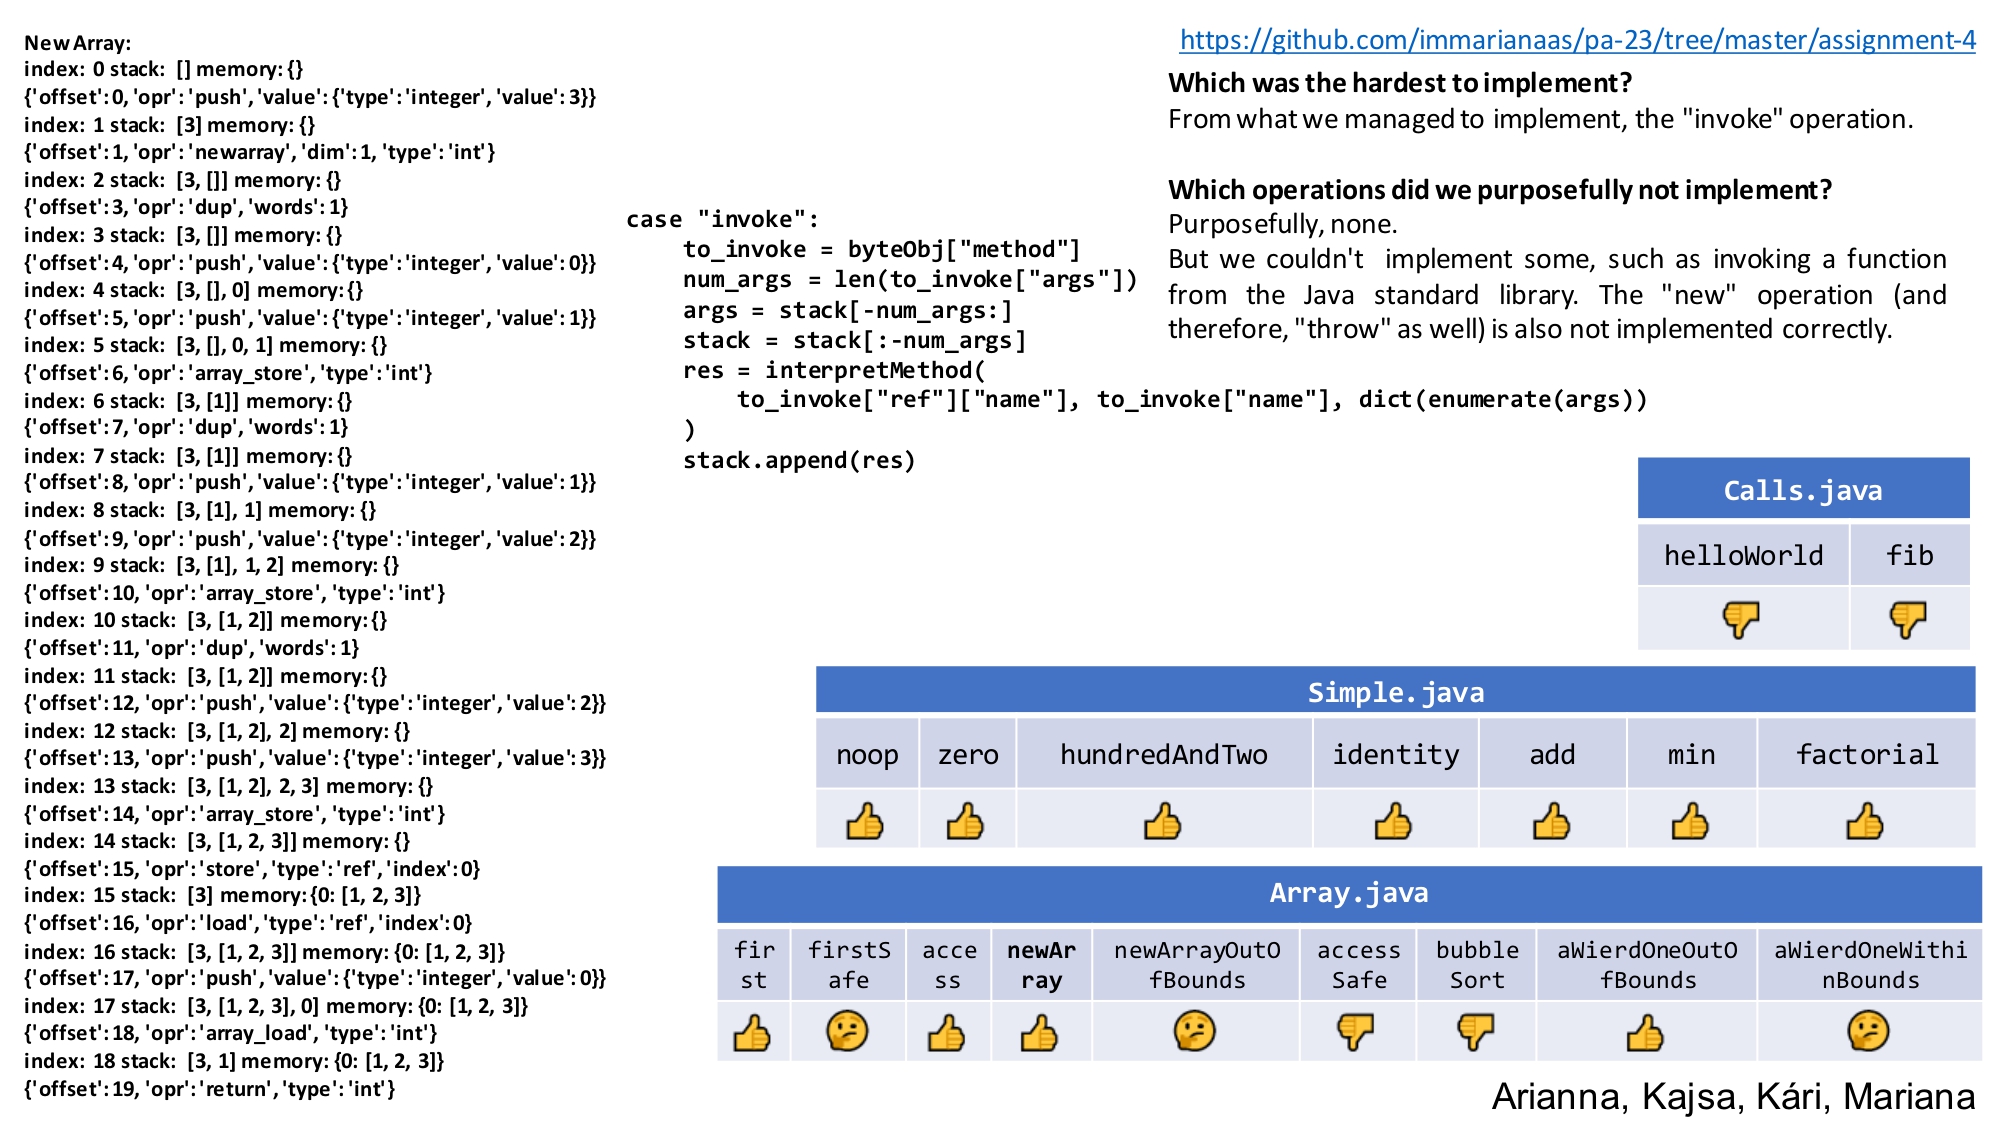 New Array:
index: 0 stack: [] memory: {}
{'offset': 0, 'opr': 'push', 'value': {'type': 'integer', 'value': 3}}
index: 1 stack: [3] memory: {}
{'offset': 1, 'opr': 'newarray', 'dim': 1, 'type': 'int'}
index: 2 stack: [3, []] memory: {}
{'offset': 3, 'opr': 'dup', 'words': 1}
index: 3 stack: [3, []] memory: {}
{'offset': 4, 'opr': 'push', 'value': {'type': 'integer', 'value': 0}}
index: 4 stack: [3, [], 0] memory: {}
{'offset': 5, 'opr': 'push', 'value': {'type': 'integer', 'value': 1}}
index: 5 stack: [3, [], 0, 1] memory: {}
{'offset': 6, 'opr': 'array_store', 'type': 'int'}
index: 6 stack: [3, [1]] memory: {}
{'offset': 7, 'opr': 'dup', 'words': 1}
index: 7 stack: [3, [1]] memory: {}
{'offset': 8, 'opr': 'push', 'value': {'type': 'integer', 'value': 1}}
index: 8 stack: [3, [1], 1] memory: {}
{'offset': 9, 'opr': 'push', 'value': {'type': 'integer', 'value': 2}}
index: 9 stack: [3, [1], 1, 2] memory: {}
{'offset': 10, 'opr': 'array_store', 'type': 'int'}
index: 10 stack: [3, [1, 2]] memory: {}
{'offset': 11, 'opr': 'dup', 'words': 1}
index: 11 stack: [3, [1, 2]] memory: {}
{'offset': 12, 'opr': 'push', 'value': {'type': 'integer', 'value': 2}}
index: 12 stack: [3, [1, 2], 2] memory: {}
{'offset': 13, 'opr': 'push', 'value': {'type': 'integer', 'value': 3}}
index: 13 stack: [3, [1, 2], 2, 3] memory: {}
{'offset': 14, 'opr': 'array_store', 'type': 'int'}
index: 14 stack: [3, [1, 2, 3]] memory: {}
{'offset': 15, 'opr': 'store', 'type': 'ref', 'index': 0}
index: 15 stack: [3] memory: {0: [1, 2, 3]}
{'offset': 16, 'opr': 'load', 'type': 'ref', 'index': 0}
index: 16 stack: [3, [1, 2, 3]] memory: {0: [1, 2, 3]}
{'offset': 17, 'opr': 'push', 'value': {'type': 'integer', 'value': 0}}
index: 17 stack: [3, [1, 2, 3], 0] memory: {0: [1, 2, 3]}
{'offset': 18, 'opr': 'array_load', 'type': 'int'}
index: 18 stack: [3, 1] memory: {0: [1, 2, 3]}
{'offset': 19, 'opr': 'return', 'type': 'int'}
case "invoke":
to_invoke = byteObj["method"]
num_args = len(to_invoke["args"])
args = stack[-num_args:]
stack = stack[:-num_args]
res = interpretMethod(
to_invoke["ref"]["name"], to_invoke["name"], dict(enumerate(args))
)
stack.append(res)
https://github.com/immarianaas/pa-23/tree/master/assignment-4
Which was the hardest to implement?
From what we managed to implement, the "invoke" operation.
Which operations did we purposefully not implement?
Purposefully, none.
But we couldn't implement some, such as invoking a function
from the Java standard library. The "new" operation (and
therefore, "throw" as well) is also not implemented correctly.
Calls.java
helloWorld fib
Simple.java
noop zero hundredAndTwo identity add min factorial
Array.java
fir firstS acce newAr newArrayOutO access bubble aWierdOneOutO aWierdOneWithi
st afe ss ray fBounds Safe Sort fBounds nBounds
Arianna, Kajsa, Kári, Mariana